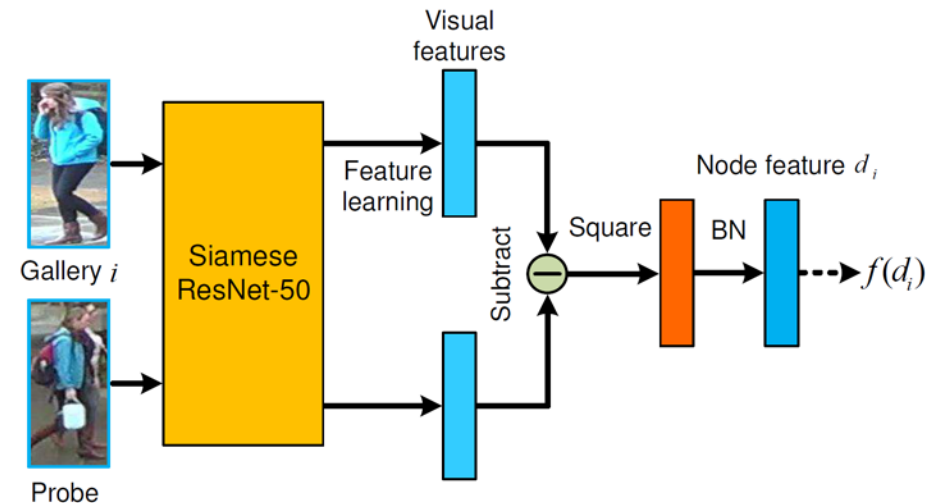 Visual
features
Feature
learning
Node feature d_i
Gallery i
Siamese
ResNet-50
Subtract
Square
BN
f(d_i)
Probe